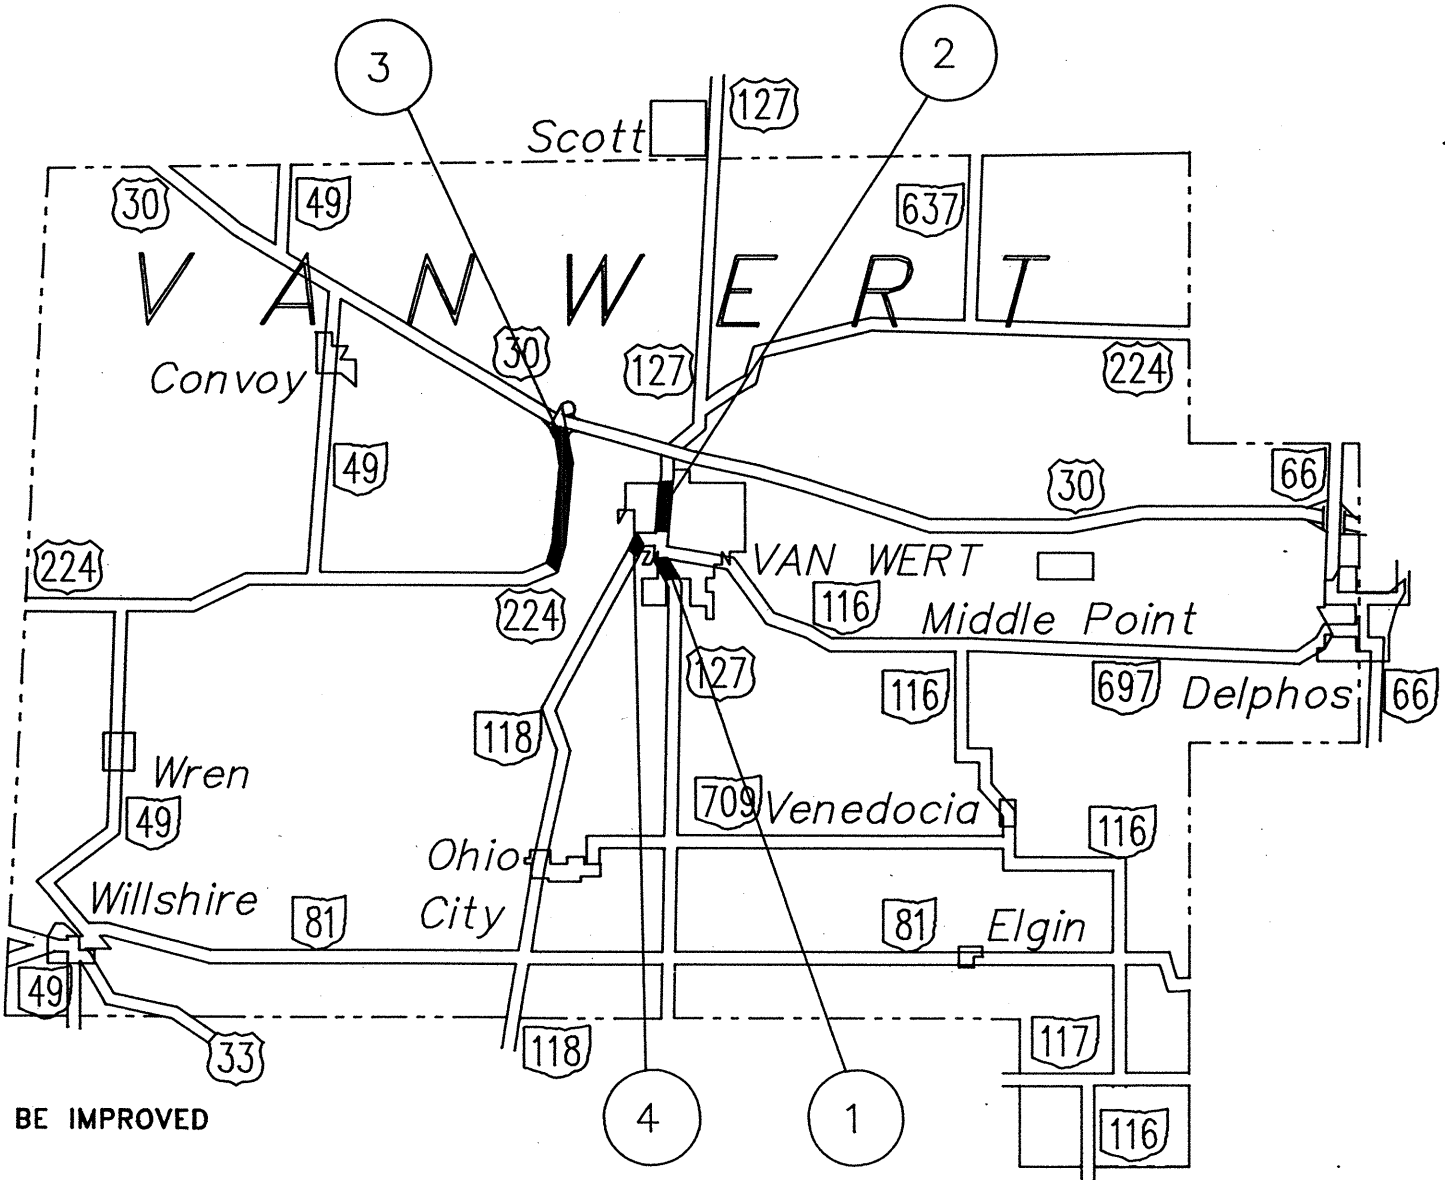 3
2
127
Scott
30
49
637
V A N W E R T
30
127
224
Convoy
49
66
30
224
VAN WERT
224
116
Middle Point
127
116
697
Delphos
66
118
Wren
49
709
Venedocia
116
Ohio
City
Willshire
81
81
Elgin
49
33
118
117
BE IMPROVED
4
1
116